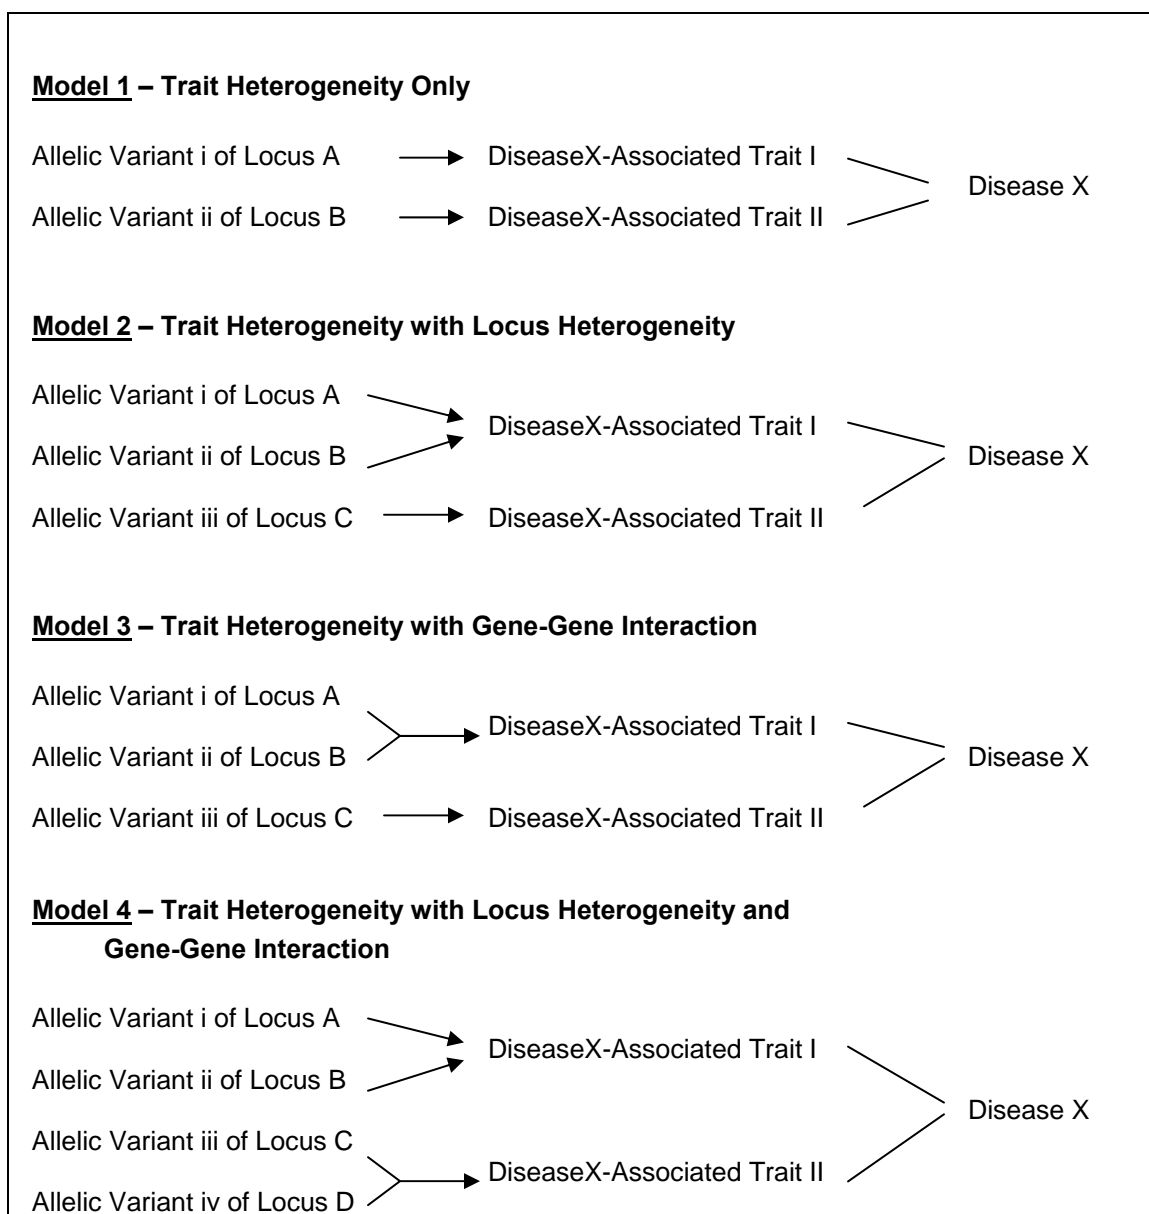 Model 1 – Trait Heterogeneity Only
Allelic Variant i of Locus A DiseaseX-Associated Trait I
Disease X
Allelic Variant ii of Locus B DiseaseX-Associated Trait II
Model 2 – Trait Heterogeneity with Locus Heterogeneity
Allelic Variant i of Locus A
DiseaseX-Associated Trait I
Allelic Variant ii of Locus B Disease X
Allelic Variant iii of Locus C DiseaseX-Associated Trait II
Model 3 – Trait Heterogeneity with Gene-Gene Interaction
Allelic Variant i of Locus A
DiseaseX-Associated Trait I
Allelic Variant ii of Locus B Disease X
Allelic Variant iii of Locus C DiseaseX-Associated Trait II
Model 4 – Trait Heterogeneity with Locus Heterogeneity and
Gene-Gene Interaction
Allelic Variant i of Locus A
DiseaseX-Associated Trait I
Allelic Variant ii of Locus B
Disease X
Allelic Variant iii of Locus C
DiseaseX-Associated Trait II
Allelic Variant iv of Locus D